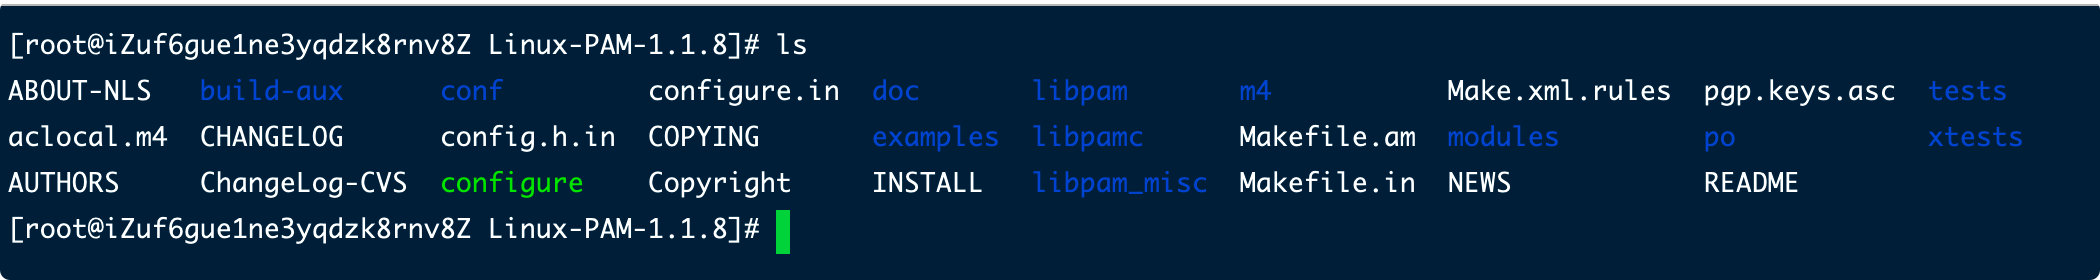 [root@iZuf6gue1ne3yqdzk8rnv8Z Linux-PAM-1.1.8]# ls
ABOUT-NLS build-aux conf configure.in doc libpam m4 Make.xml.rules pgp.keys.asc tests
aclocal.m4 CHANGELOG config.h.in COPYING examples libpamc Makefile.am modules po xtests
AUTHORS ChangeLog-CVS configure Copyright INSTALL libpam_misc Makefile.in NEWS README
[root@iZuf6gue1ne3yqdzk8rnv8Z Linux-PAM-1.1.8]#